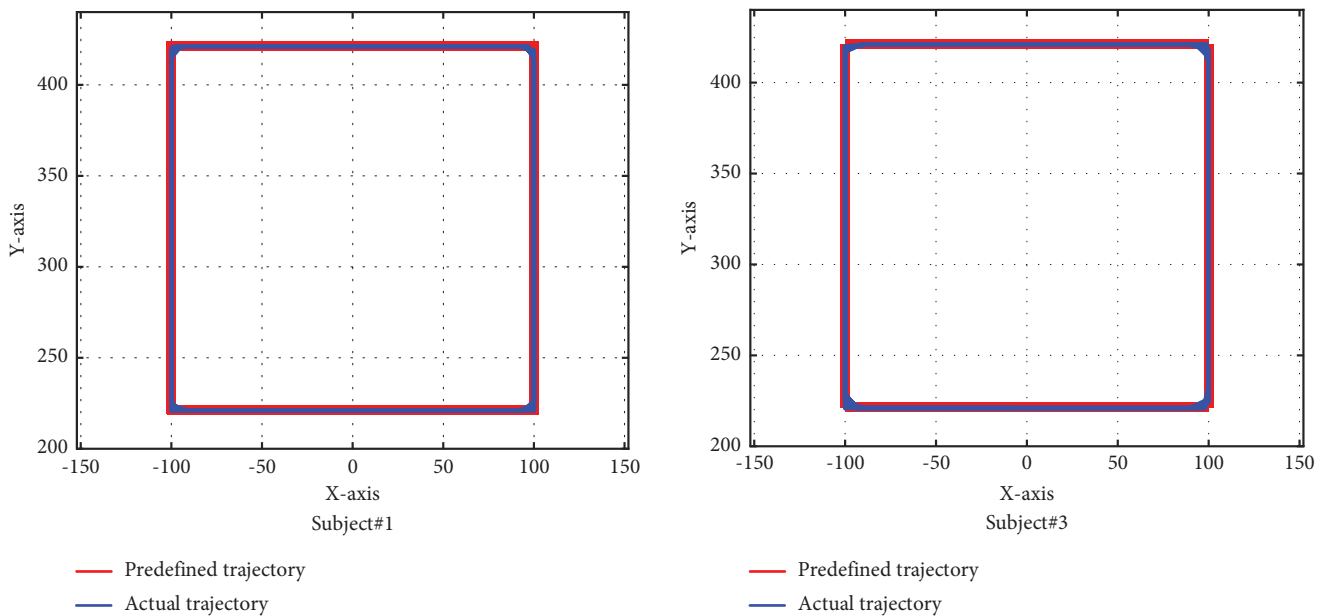 400
350
300
250
200
-150 -100 -50 0 50 100 150
Y-axis
X-axis
Subject#1
Predefined trajectory
Actual trajectory
400
350
300
250
200
-150 -100 -50 0 50 100 150
Y-axis
X-axis
Subject#3
Predefined trajectory
Actual trajectory